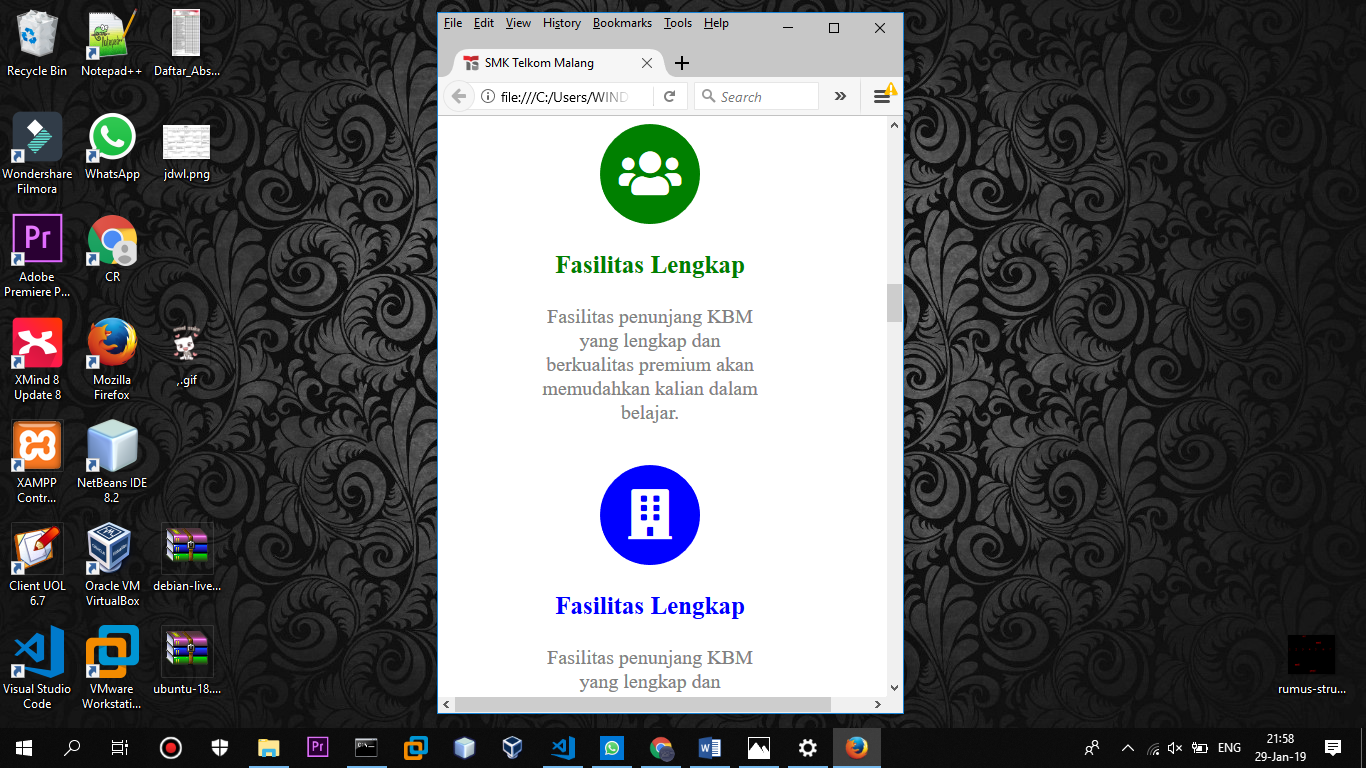 Recycle Bin
Notepad++
Daftar_Abs...
Wondershare
Filmora
WhatsApp
jdwl.png
Pr
Adobe
Premiere P...
CR
XMind 8
Update 8
Mozilla
Firefox
,.gif
XAMPP
Contr...
NetBeans IDE
8.2
Client UOL
6.7
Oracle VM
VirtualBox
debian-live...
Visual Studio
Code
VMware
Workstati...
ubuntu-18....
File Edit View History Bookmarks Tools Help
SMK Telkom Malang
file:///C:/Users/WIND
Search
Fasilitas Lengkap
Fasilitas penunjang KBM
yang lengkap dan
berkualitas premium akan
memudahkan kalian dalam
belajar.
Fasilitas Lengkap
Fasilitas penunjang KBM
yang lengkap dan
rumus-stru...
Pr
ENG
21:58
29-Jan-19